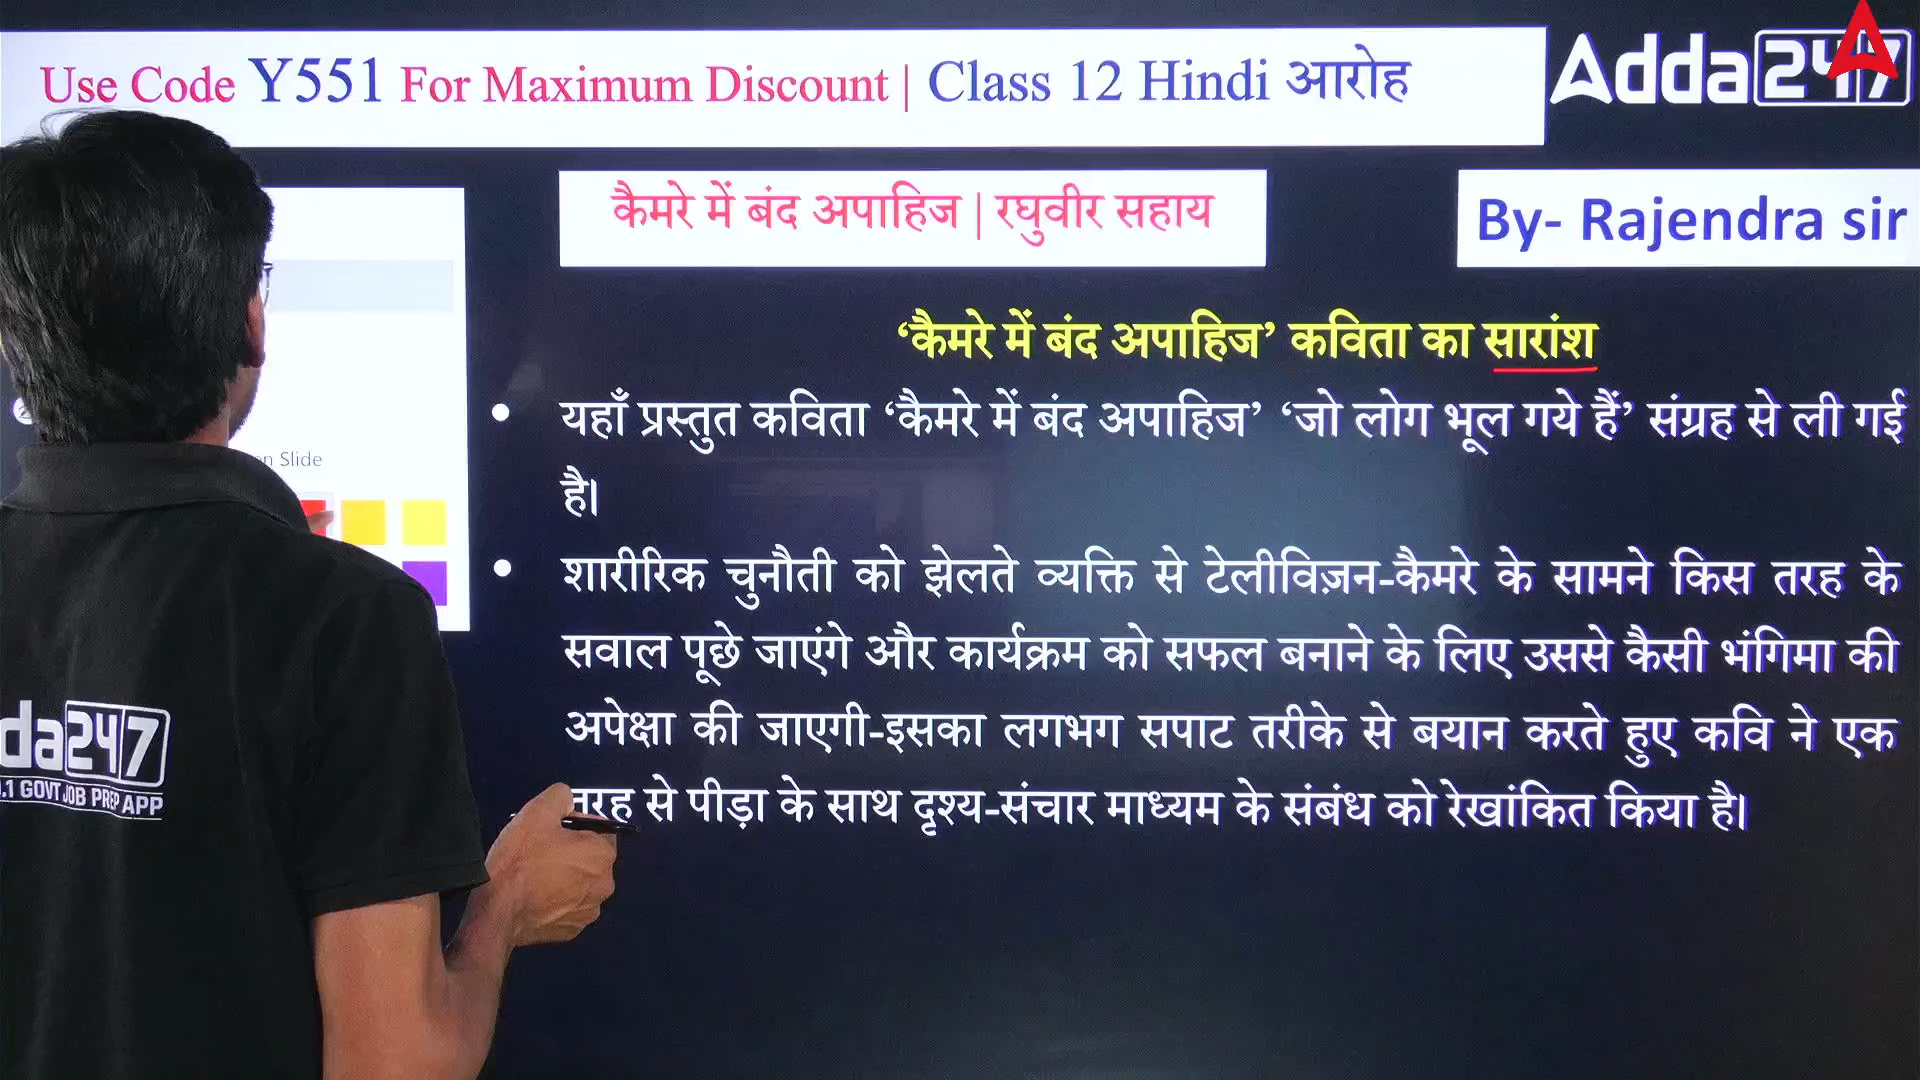 Use Code Y551 For Maximum Discount | Class 12 Hindi आरोह
Adda247
कैमरे में बंद अपाहिज | रघुवीर सहाय
By- Rajendra sir
‘कैमरे में बंद अपाहिज’ कविता का सारांश
• यहाँ प्रस्तुत कविता ‘कैमरे में बंद अपाहिज’ ‘जो लोग भूल गये हैं’ संग्रह से ली गई
है।
• शारीरिक चुनौती को झेलते व्यक्ति से टेलीविज़न-कैमरे के सामने किस तरह के
सवाल पूछे जाएंगे और कार्यक्रम को सफल बनाने के लिए उससे कैसी भंगिमा की
अपेक्षा की जाएगी-इसका लगभग सपाट तरीके से बयान करते हुए कवि ने एक
तरह से पीड़ा के साथ दृश्य-संचार माध्यम के संबंध को रेखांकित किया है।
Slide
da247
.1 GOVT JOB PREP APP